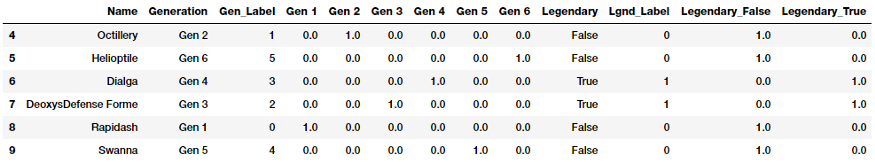 Name Generation Gen_Label Gen 1 Gen 2 Gen 3 Gen 4 Gen 5 Gen 6 Legendary Lgnd_Label Legendary_False Legendary_True
4 Octillery Gen 2 1 0.0 1.0 0.0 0.0 0.0 0.0 False 0 1.0 0.0
5 Helioptile Gen 6 5 0.0 0.0 0.0 0.0 0.0 1.0 False 0 1.0 0.0
6 Dialga Gen 4 3 0.0 0.0 0.0 1.0 0.0 0.0 True 1 0.0 1.0
7 DeoxysDefense Forme Gen 3 2 0.0 0.0 1.0 0.0 0.0 0.0 True 1 0.0 1.0
8 Rapidash Gen 1 0 1.0 0.0 0.0 0.0 0.0 0.0 False 0 1.0 0.0
9 Swanna Gen 5 4 0.0 0.0 0.0 0.0 1.0 0.0 False 0 1.0 0.0